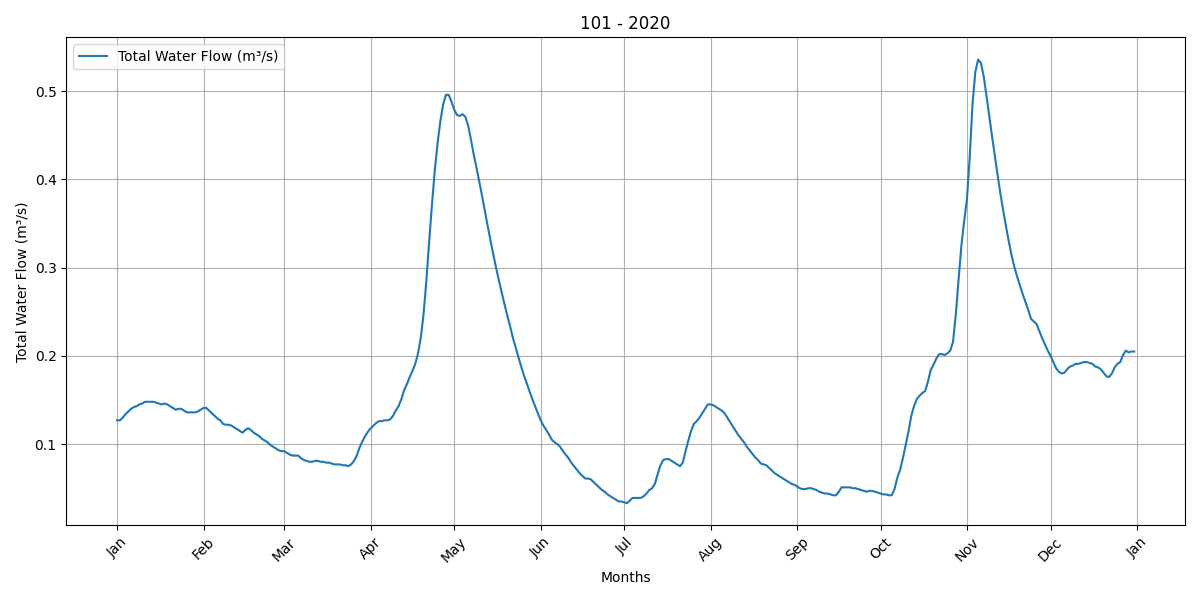 101 - 2020
Total Water Flow (m³/s)
Total Water Flow (m³/s)
0.5
0.4
0.3
0.2
0.1
Jan
Feb
Mar
Apr
May
Jun
Jul
Aug
Sep
Oct
Nov
Dec
Jan
Months